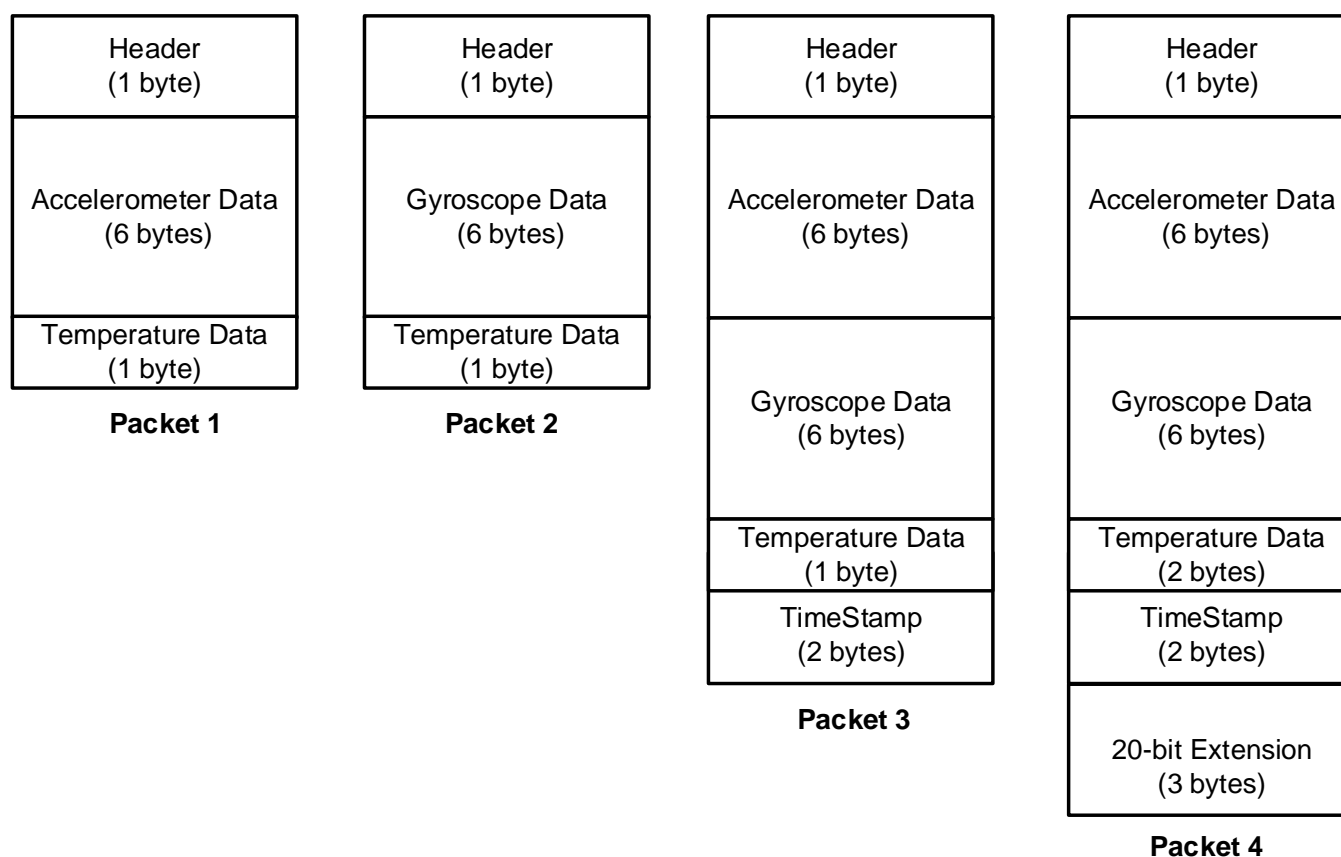 Header
(1 byte)
Accelerometer Data
(6 bytes)
Temperature Data
(1 byte)
Packet 1
Header
(1 byte)
Gyroscope Data
(6 bytes)
Temperature Data
(1 byte)
Packet 2
Header
(1 byte)
Accelerometer Data
(6 bytes)
Gyroscope Data
(6 bytes)
Temperature Data
(1 byte)
TimeStamp
(2 bytes)
Packet 3
Header
(1 byte)
Accelerometer Data
(6 bytes)
Gyroscope Data
(6 bytes)
Temperature Data
(2 bytes)
TimeStamp
(2 bytes)
20-bit Extension
(3 bytes)
Packet 4